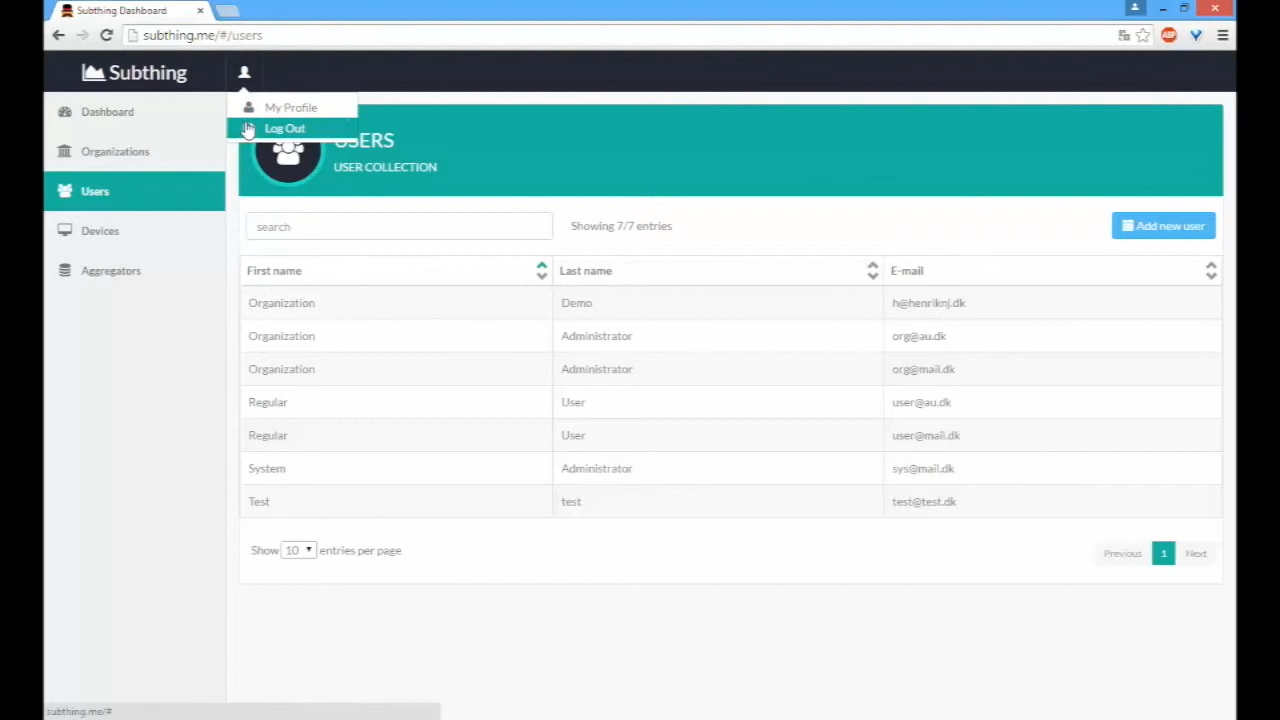 Subthing Dashboard
subthing.me/#/users
ABP
Subthing
My Profile
Log Out
Dashboard
Organizations
Users
Devices
Aggregators
USERS
USER COLLECTION
search
Showing 7/7 entries
Add new user
First name Last name E-mail
Organization Demo h@henriknj.dk
Organization Administrator org@au.dk
Organization Administrator org@mail.dk
Regular User user@au.dk
Regular User user@mail.dk
System Administrator sys@mail.dk
Test test test@test.dk
Show 10 entries per page
Previous 1 Next
subthing.me/#